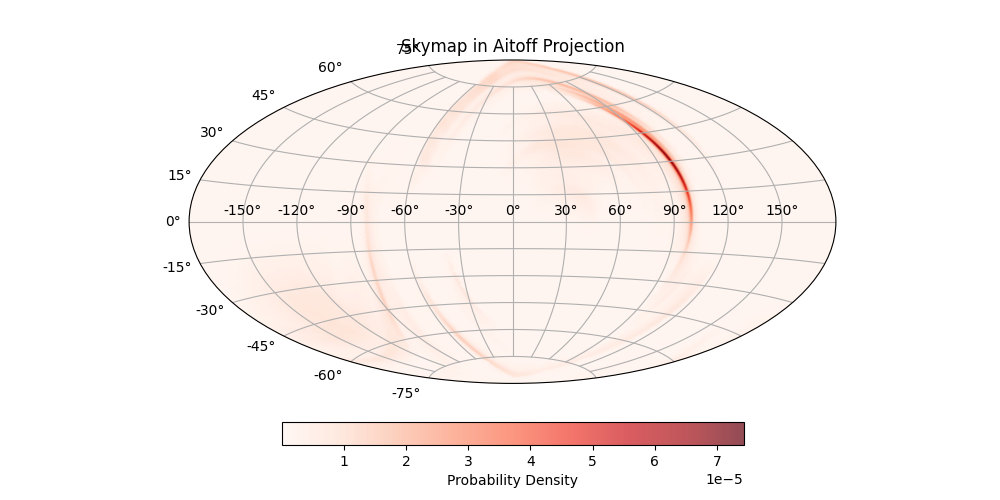 75°
Skymap in Aitoff Projection
60°
45°
30°
15°
0°
-150° -120° -90° -60° -30° 0° 30° 60° 90° 120° 150°
-15°
-30°
-45°
-60°
-75°
1 2 3 4 5 6 7
1e−5
Probability Density